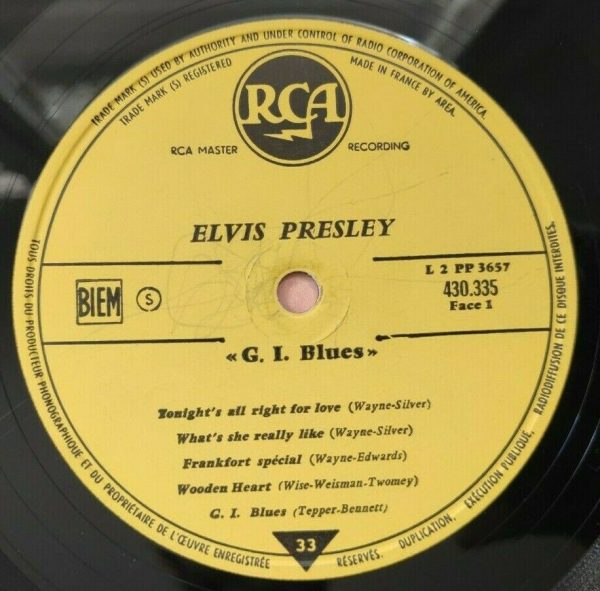 TRADE MARK (S) USED BY AUTHORITY AND UNDER CONTROL OF RADIO CORPORATION OF AMERICA.
TRADE MARK (S) REGISTERED
MADE IN FRANCE BY AREA.
RCA
RCA MASTER RECORDING
ELVIS PRESLEY
BIEM
S
L 2 PP 3657
430.335
Face 1
«G. I. Blues»
Tonight's all right for love (Wayne-Silver)
What's she really like (Wayne-Silver)
Frankfort spécial (Wayne-Edwards)
Wooden Heart (Wise-Weisman-Twomey)
G. I. Blues (Tepper-Bennett)
33
TOUS DROITS DU PRODUCTEUR PHONOGRAPHIQUE ET DU PROPRIÉTAIRE DE L'ŒUVRE ENREGISTRÉE RÉSERVÉS. DUPLICATION, EXÉCUTION PUBLIQUE, RADIODIFFUSION DE CE DISQUE INTERDITES.